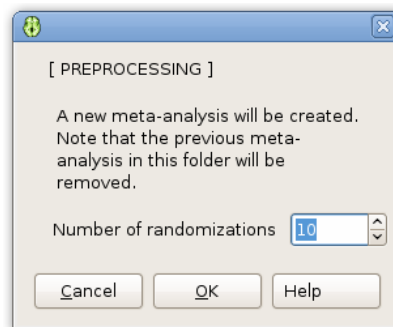 [ PREPROCESSING ]
A new meta-analysis will be created.
Note that the previous meta-
analysis in this folder will be
removed.
Number of randomizations 10
Cancel OK Help